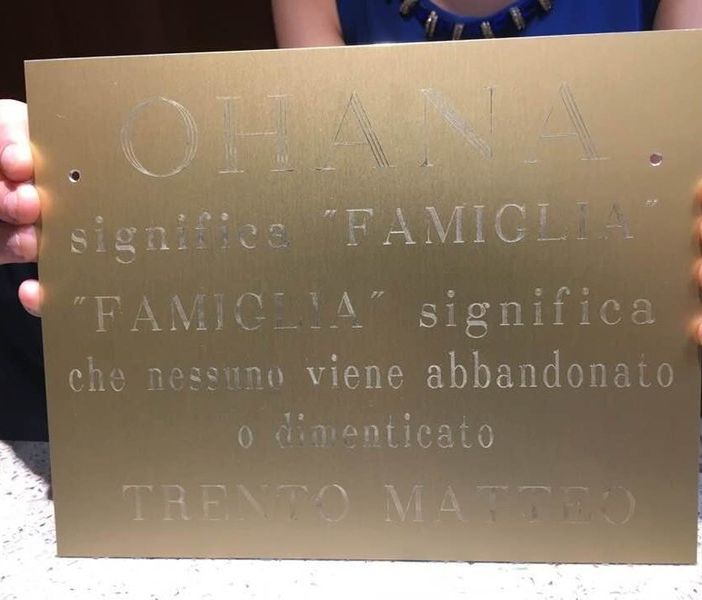 OHANA
significa "FAMIGLIA"
"FAMIGLIA" significa
che nessuno viene abbandonato
o dimenticato
TRENTO MATTEO